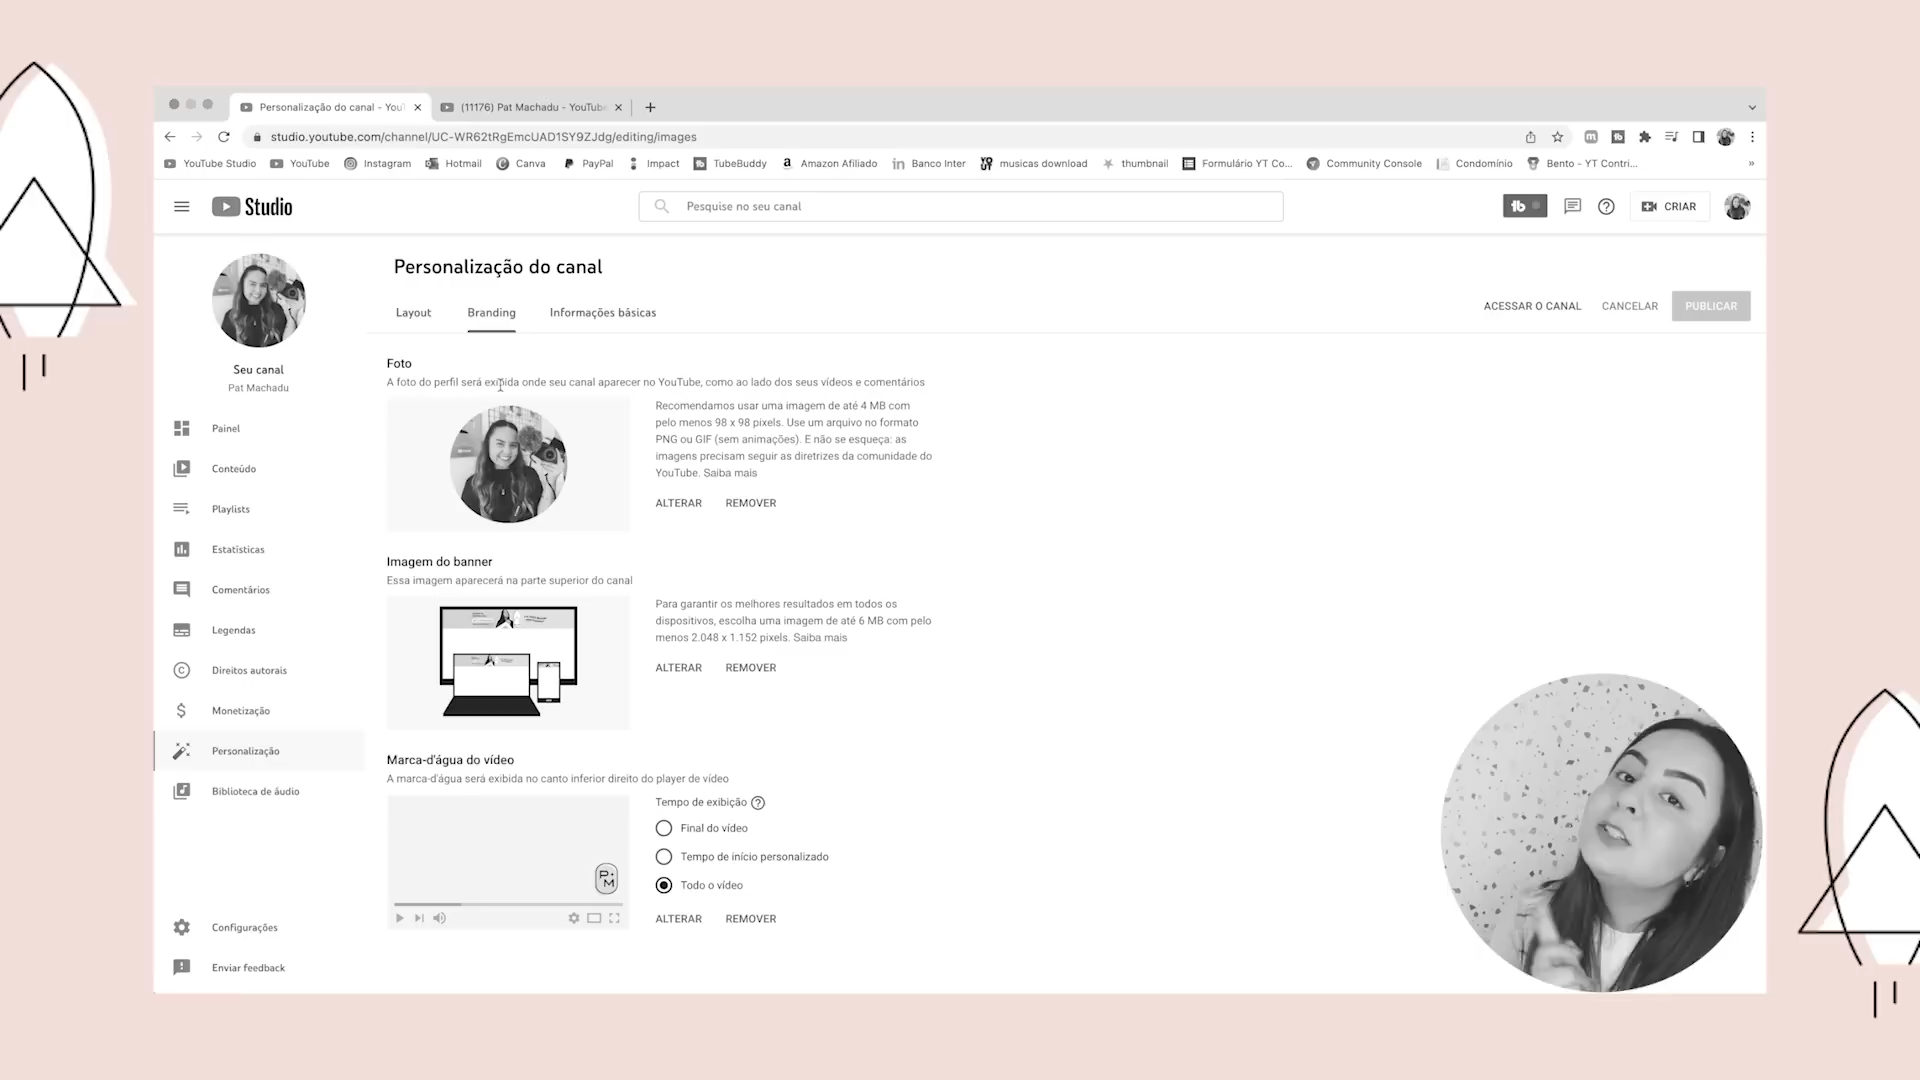 Personalização do canal - You
(11176) Pat Machadu - YouTube
studio.youtube.com/channel/UC-WR62tRgEmcUAD1SY9ZJdg/editing/images
YouTube Studio
YouTube
Instagram
Hotmail
Canva
PayPal
Impact
TubeBuddy
Amazon Afiliado
Banco Inter
musicas download
thumbnail
Formulário YT Co...
Community Console
Condomínio
Bento - YT Contri...
»
Studio
Pesquise no seu canal
tb
CRIAR
Seu canal
Pat Machadu
Painel
Conteúdo
Playlists
Estatísticas
Comentários
Legendas
Direitos autorais
Monetização
Personalização
Biblioteca de áudio
Configurações
Enviar feedback
Personalização do canal
Layout
Branding
Informações básicas
ACESSAR O CANAL
CANCELAR
PUBLICAR
Foto
A foto do perfil será exibida onde seu canal aparecer no YouTube, como ao lado dos seus vídeos e comentários
Recomendamos usar uma imagem de até 4 MB com
pelo menos 98 x 98 pixels. Use um arquivo no formato
PNG ou GIF (sem animações). E não se esqueça: as
imagens precisam seguir as diretrizes da comunidade do
YouTube. Saiba mais
ALTERAR
REMOVER
Imagem do banner
Essa imagem aparecerá na parte superior do canal
Para garantir os melhores resultados em todos os
dispositivos, escolha uma imagem de até 6 MB com pelo
menos 2.048 x 1.152 pixels. Saiba mais
ALTERAR
REMOVER
Marca-d'água do vídeo
A marca-d'água será exibida no canto inferior direito do player de vídeo
Tempo de exibição
Final do vídeo
Tempo de início personalizado
Todo o vídeo
P.
M
ALTERAR
REMOVER